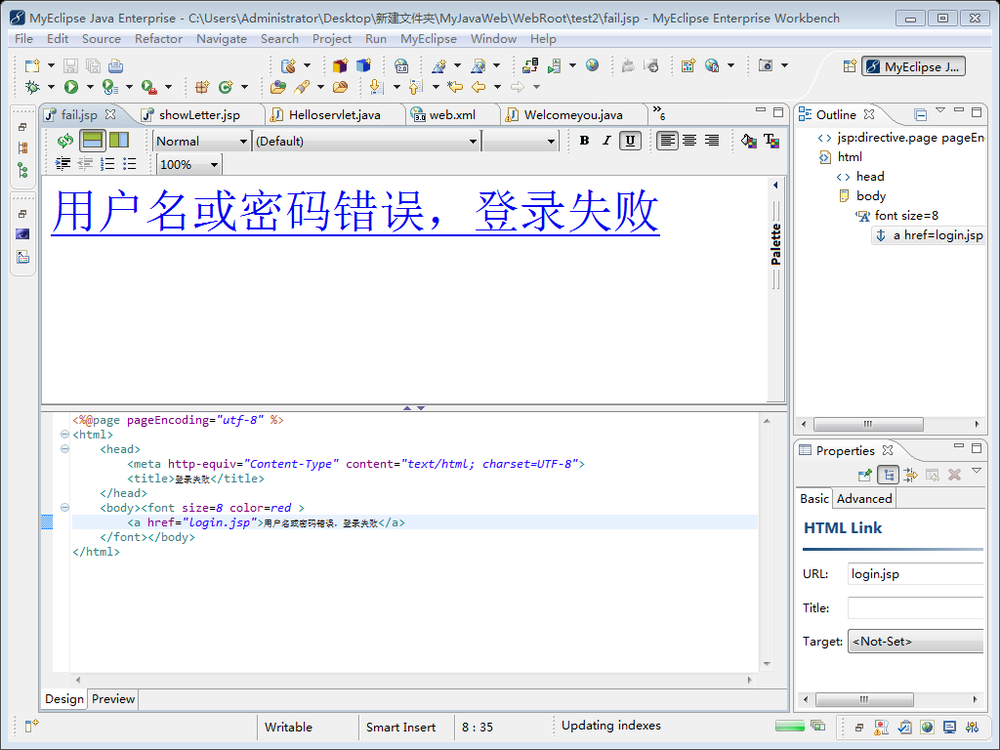 MyEclipse Java Enterprise - C:\Users\Administrator\Desktop\新建文件夹\MyJavaWeb\WebRoot\test2\fail.jsp - MyEclipse Enterprise Workbench
File Edit Source Refactor Navigate Search Project Run MyEclipse Window Help
MyEclipse J...
fail.jsp showLetter.jsp Helloservlet.java web.xml Welcomeyou.java »6
Normal (Default) B I U
100%
用户名或密码错误，登录失败
Palette
<%@page pageEncoding="utf-8" %>
<html>
<head>
<meta http-equiv="Content-Type" content="text/html; charset=UTF-8">
<title>登录失败</title>
</head>
<body><font size=8 color=red >
<a href="login.jsp">用户名或密码错误，登录失败</a>
</font></body>
</html>
Design Preview
Outline
jsp:directive.page pageEn
html
head
body
font size=8
a href=login.jsp
Properties
Basic Advanced
HTML Link
URL: login.jsp
Title:
Target: <Not-Set>
Writable Smart Insert 8 : 35 Updating indexes